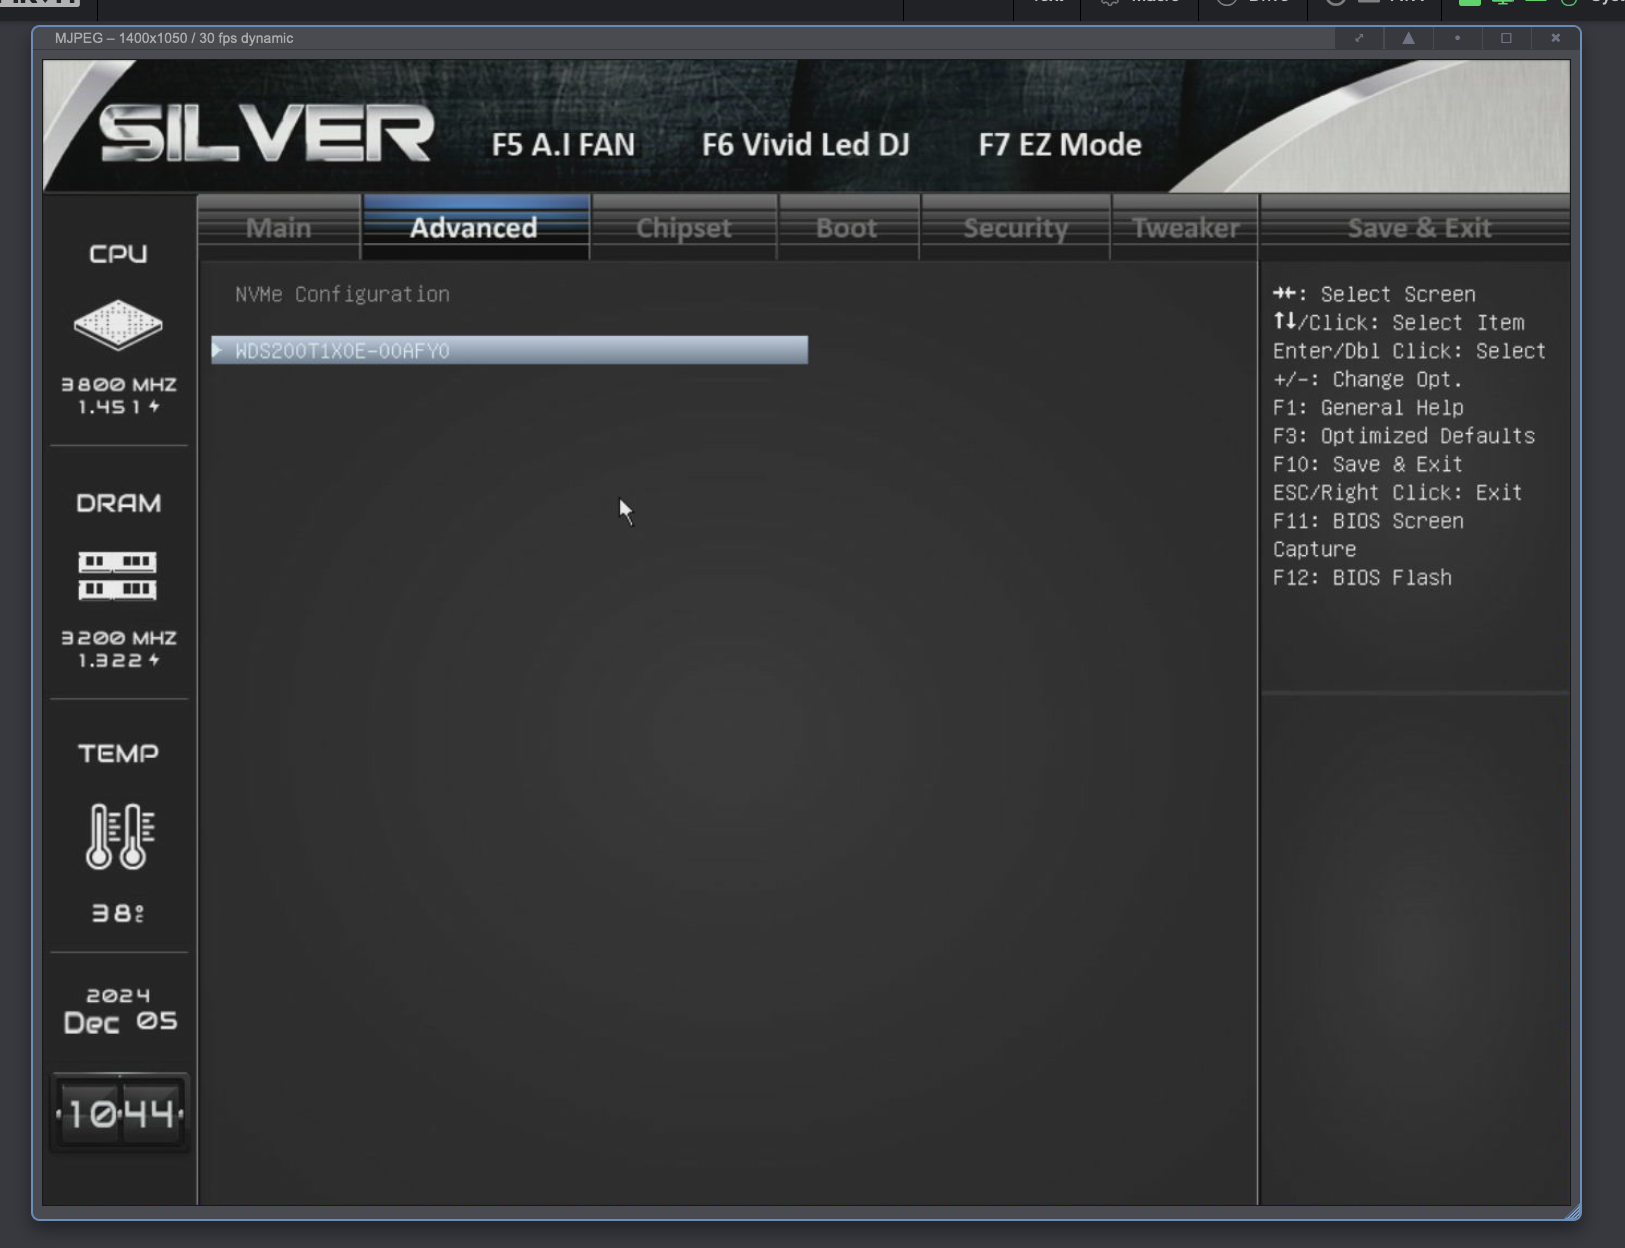 MJPEG – 1400x1050 / 30 fps dynamic
SILVER
F5 A.I FAN
F6 Vivid Led DJ
F7 EZ Mode
Main
Advanced
Chipset
Boot
Security
Tweaker
Save & Exit
CPU
3800 MHZ
1.451
DRAM
3200 MHZ
1.322
TEMP
38°C
2024
Dec 05
10:44
NVMe Configuration
WDS200T1X0E-00AFY0
→←: Select Screen
↑↓/Click: Select Item
Enter/Dbl Click: Select
+/-: Change Opt.
F1: General Help
F3: Optimized Defaults
F10: Save & Exit
ESC/Right Click: Exit
F11: BIOS Screen
Capture
F12: BIOS Flash